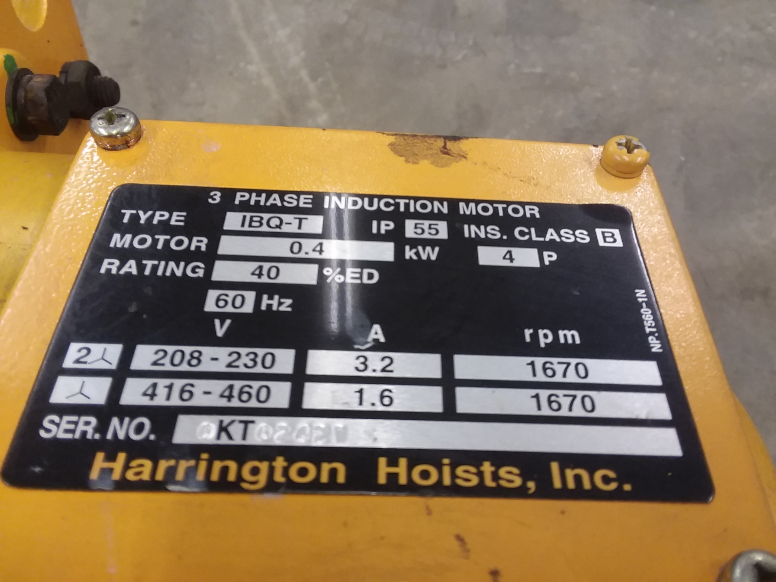 3 PHASE INDUCTION MOTOR
TYPE IBQ-T IP 55 INS. CLASS B
MOTOR 0.4 kW 4 P
RATING 40 %ED
60 Hz
V A rpm
2 208-230 3.2 1670
416-460 1.6 1670
NP.T560-1N
SER. NO.
Harrington Hoists, Inc.